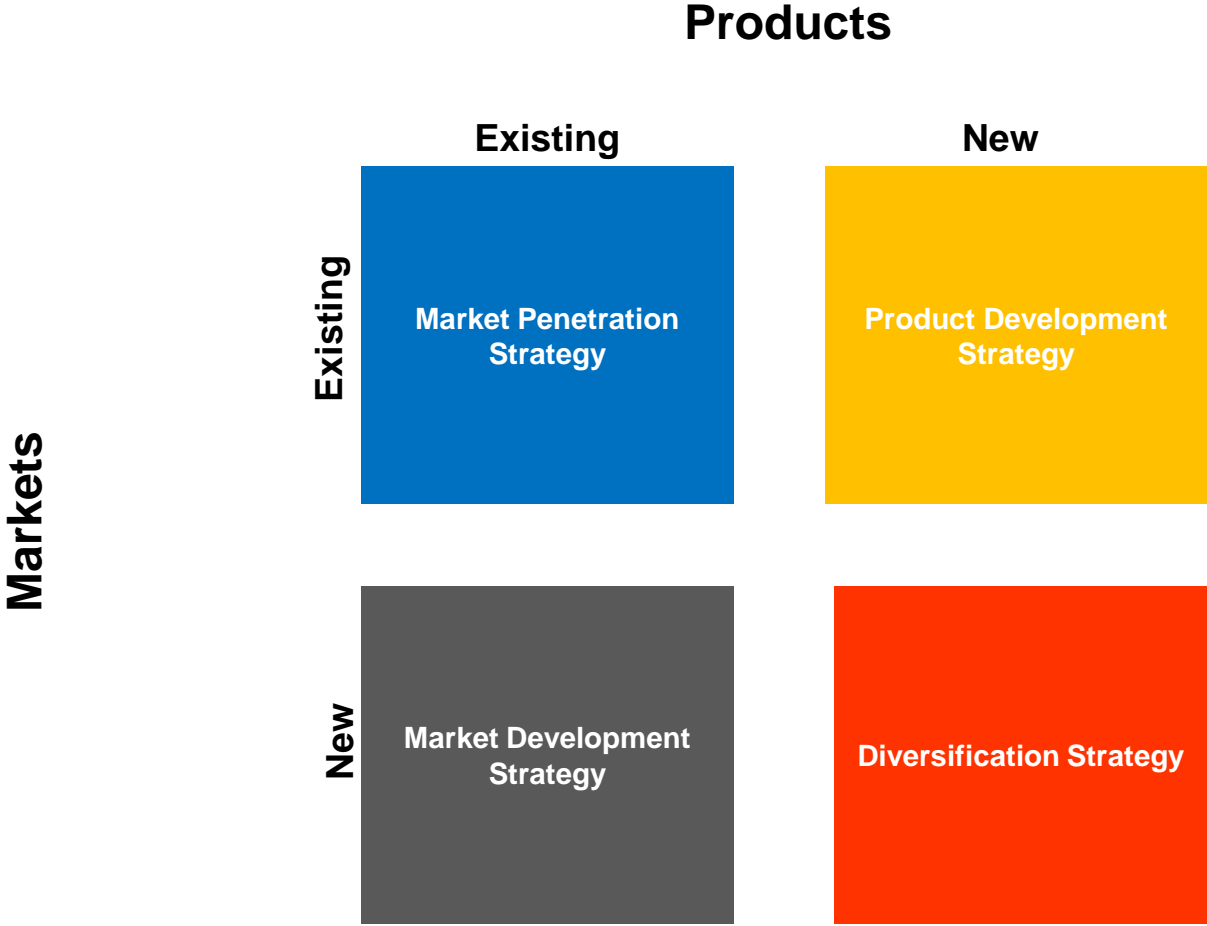 Products
Existing
New
Existing
Market Penetration
Strategy
Product Development
Strategy
Markets
New
Market Development
Strategy
Diversification Strategy